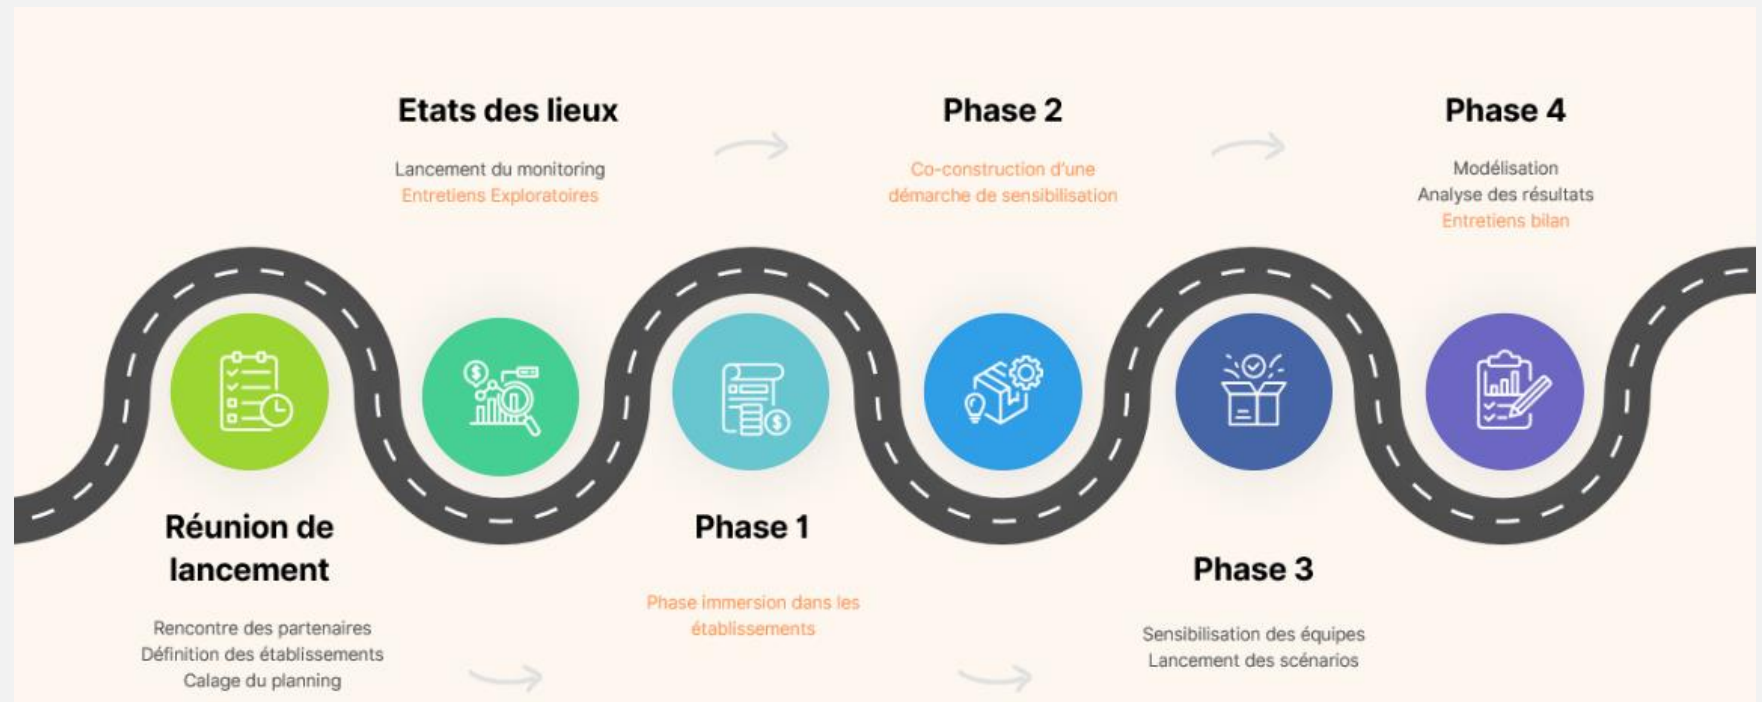 Réunion de
lancement
Rencontre des partenaires
Définition des établissements
Calage du planning
Etats des lieux
Lancement du monitoring
Entretiens Exploratoires
Phase 1
Phase immersion dans les
établissements
Phase 2
Co-construction d'une
démarche de sensibilisation
Phase 3
Sensibilisation des équipes
Lancement des scénarios
Phase 4
Modélisation
Analyse des résultats
Entretiens bilan